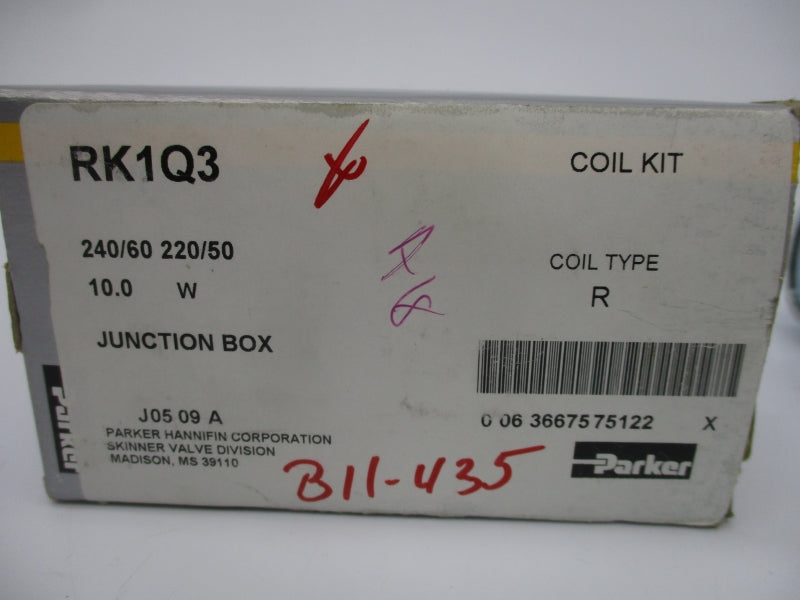 RK1Q3
COIL KIT
240/60 220/50
10.0 W
COIL TYPE
R
JUNCTION BOX
J05 09 A
0 06 3667575122 X
PARKER HANNIFIN CORPORATION
SKINNER VALVE DIVISION
MADISON, MS 39110
B11-435
Parker
Parker